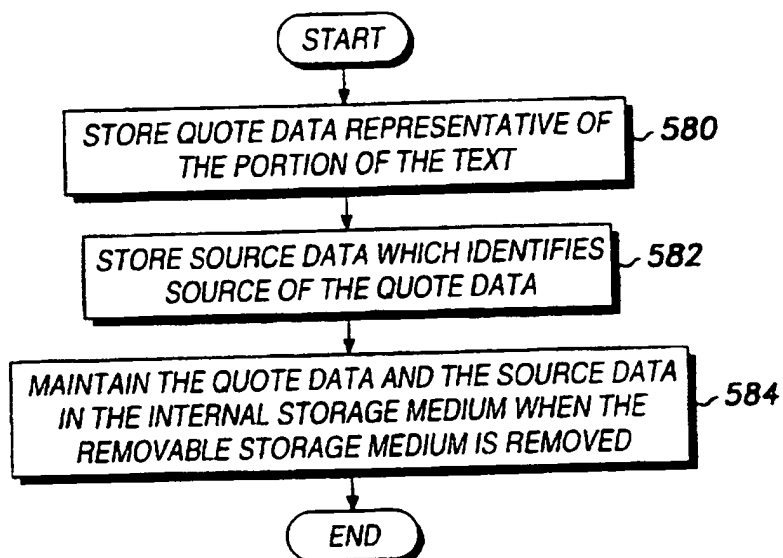 START
STORE QUOTE DATA REPRESENTATIVE OF
THE PORTION OF THE TEXT
580
STORE SOURCE DATA WHICH IDENTIFIES
SOURCE OF THE QUOTE DATA
582
MAINTAIN THE QUOTE DATA AND THE SOURCE DATA
IN THE INTERNAL STORAGE MEDIUM WHEN THE
REMOVABLE STORAGE MEDIUM IS REMOVED
584
END